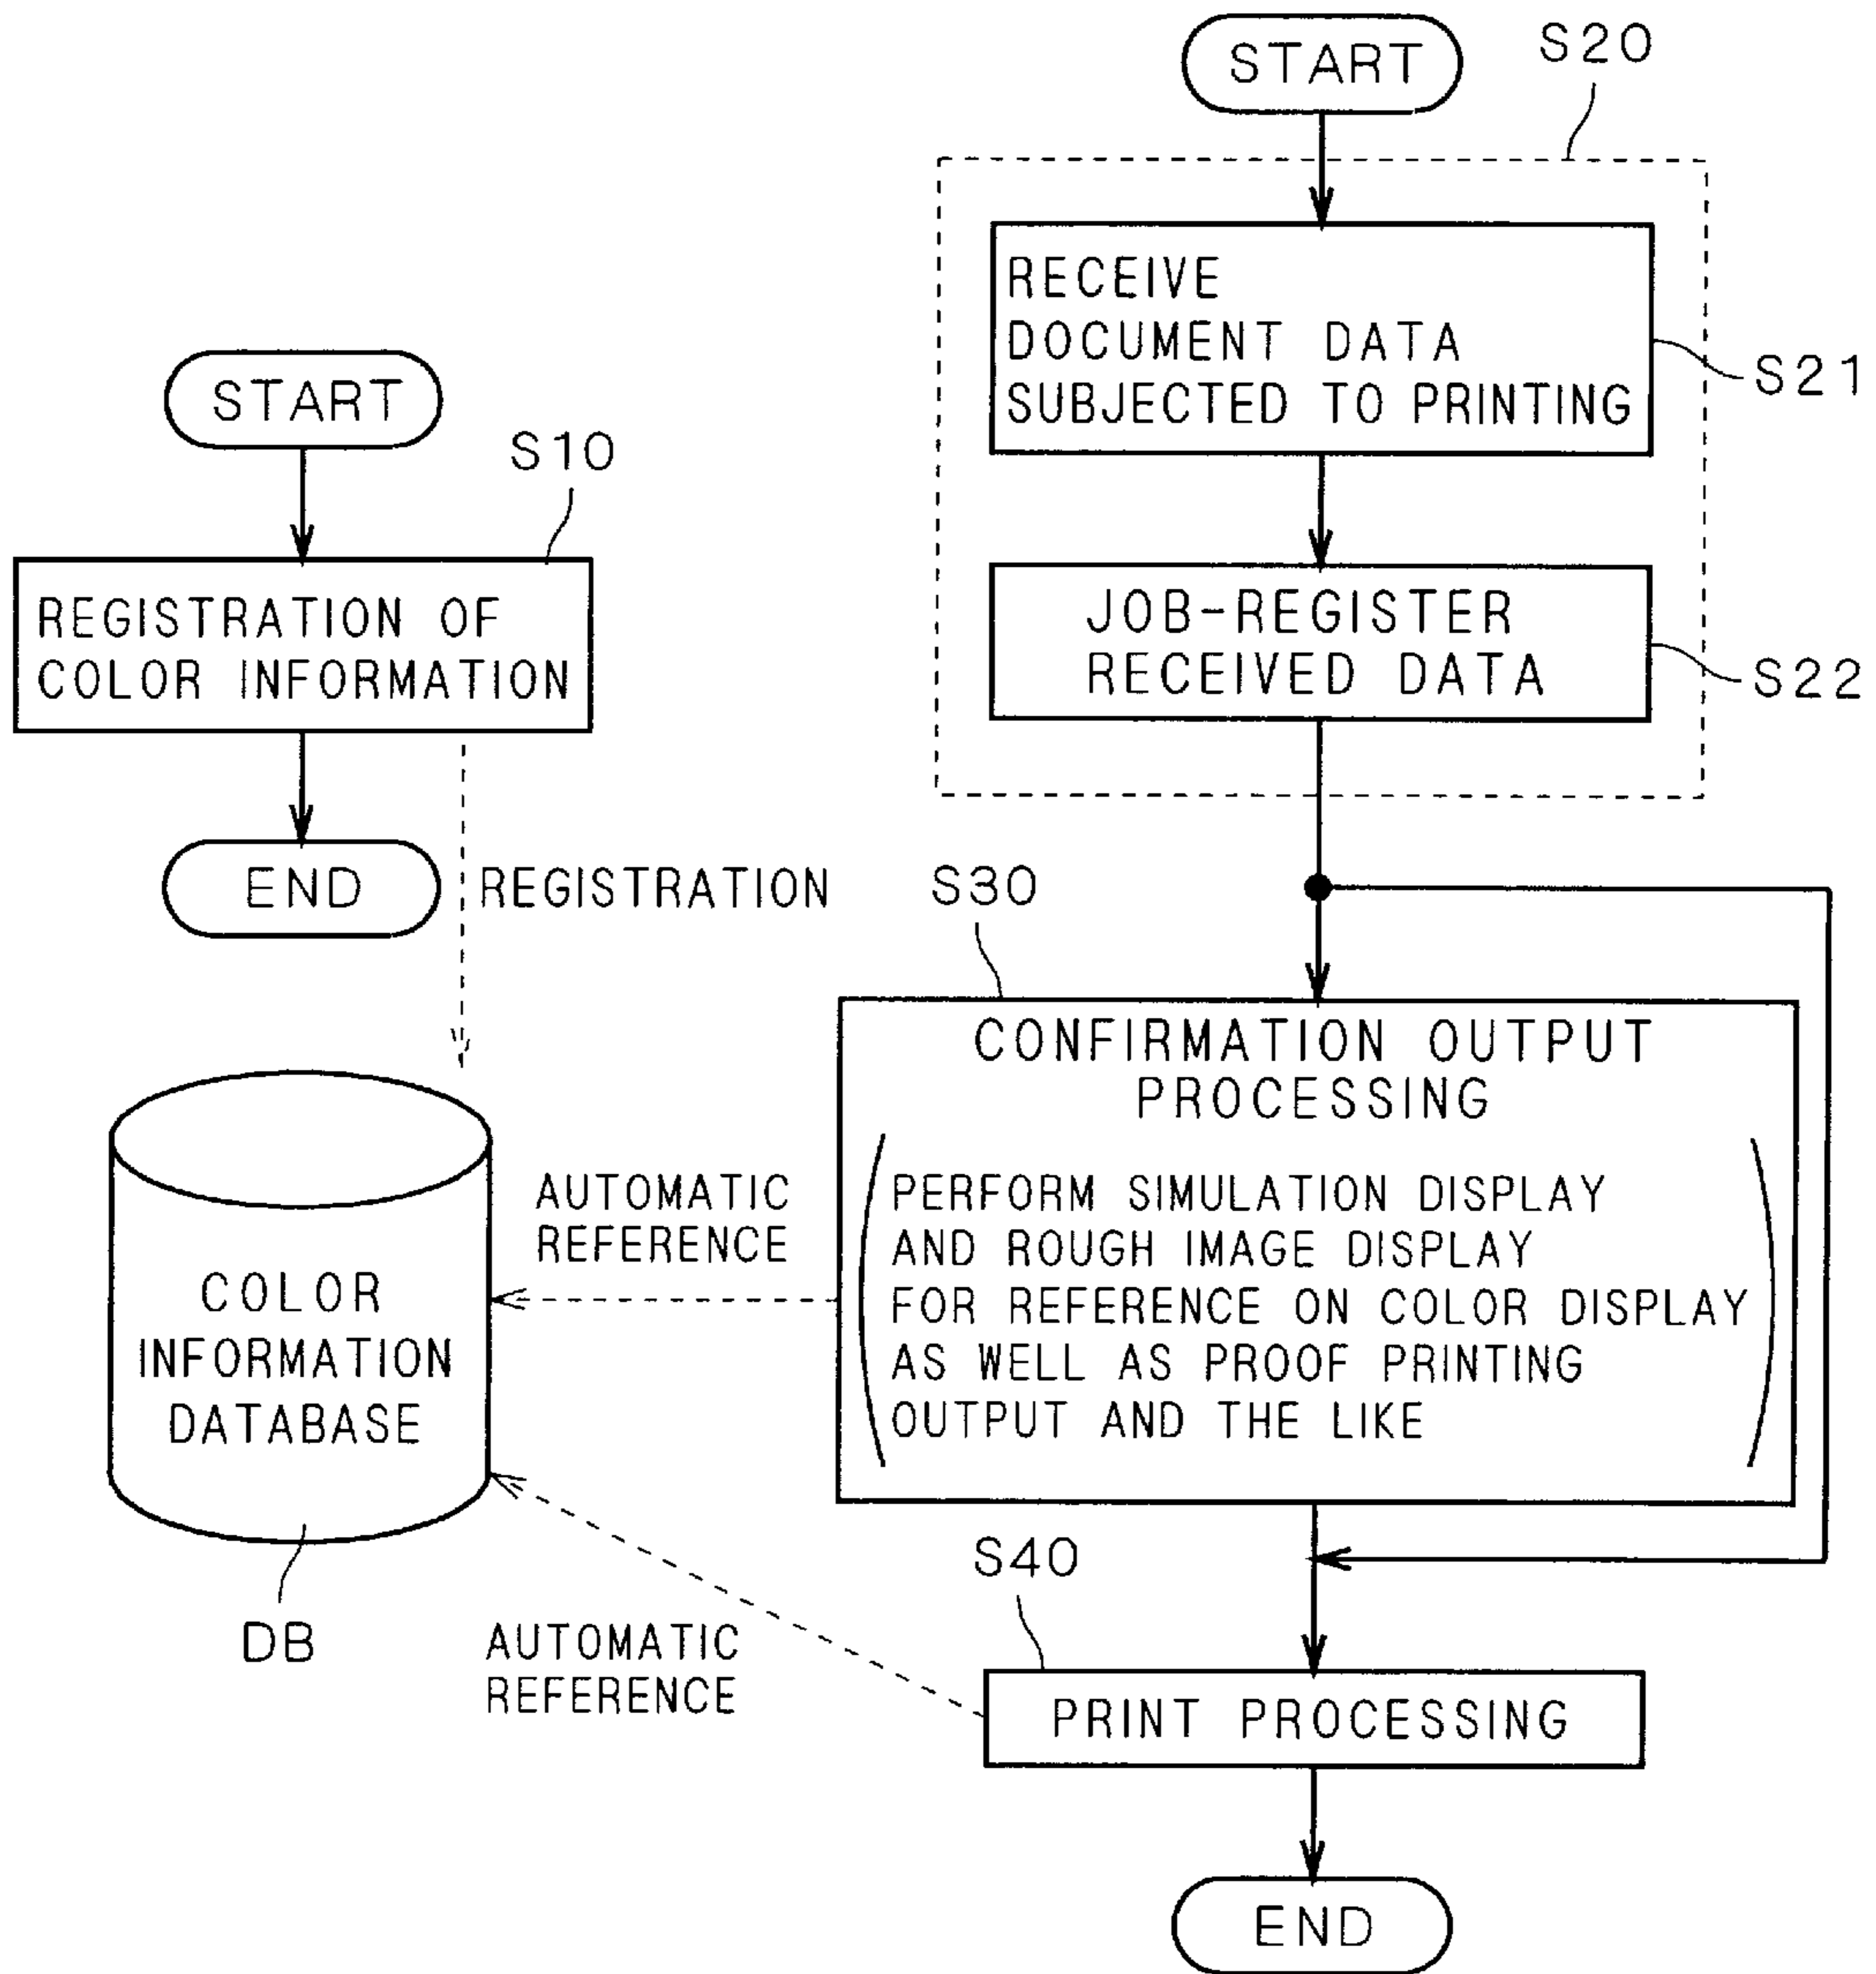 START
S10
REGISTRATION OF
COLOR INFORMATION
END
REGISTRATION
COLOR
INFORMATION
DATABASE
DB
AUTOMATIC
REFERENCE
AUTOMATIC
REFERENCE
START
S20
RECEIVE
DOCUMENT DATA
SUBJECTED TO PRINTING
S21
JOB-REGISTER
RECEIVED DATA
S22
S30
CONFIRMATION OUTPUT
PROCESSING
PERFORM SIMULATION DISPLAY
AND ROUGH IMAGE DISPLAY
FOR REFERENCE ON COLOR DISPLAY
AS WELL AS PROOF PRINTING
OUTPUT AND THE LIKE
S40
PRINT PROCESSING
END